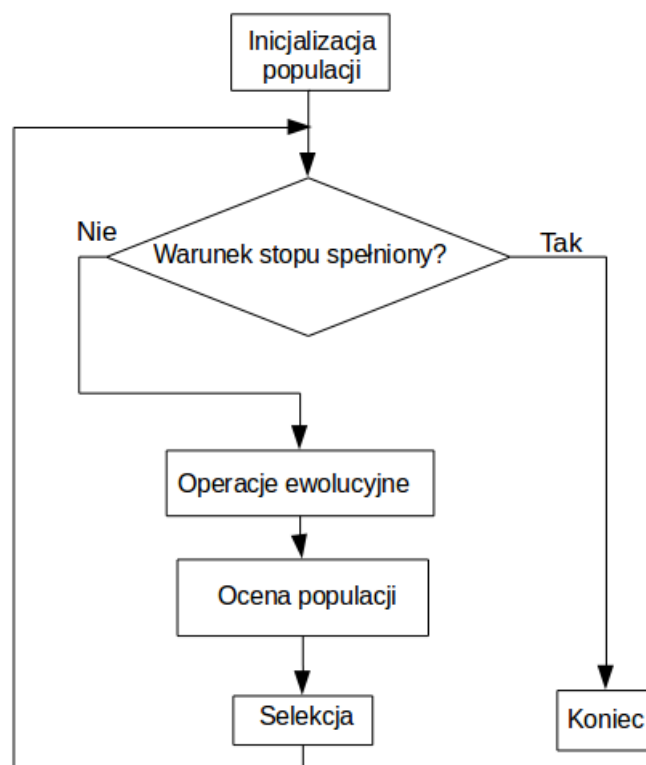 Inicjalizacja
populacji
Nie
Warunek stopu spełniony?
Tak
Operacje ewolucyjne
Ocena populacji
Selekcja
Koniec